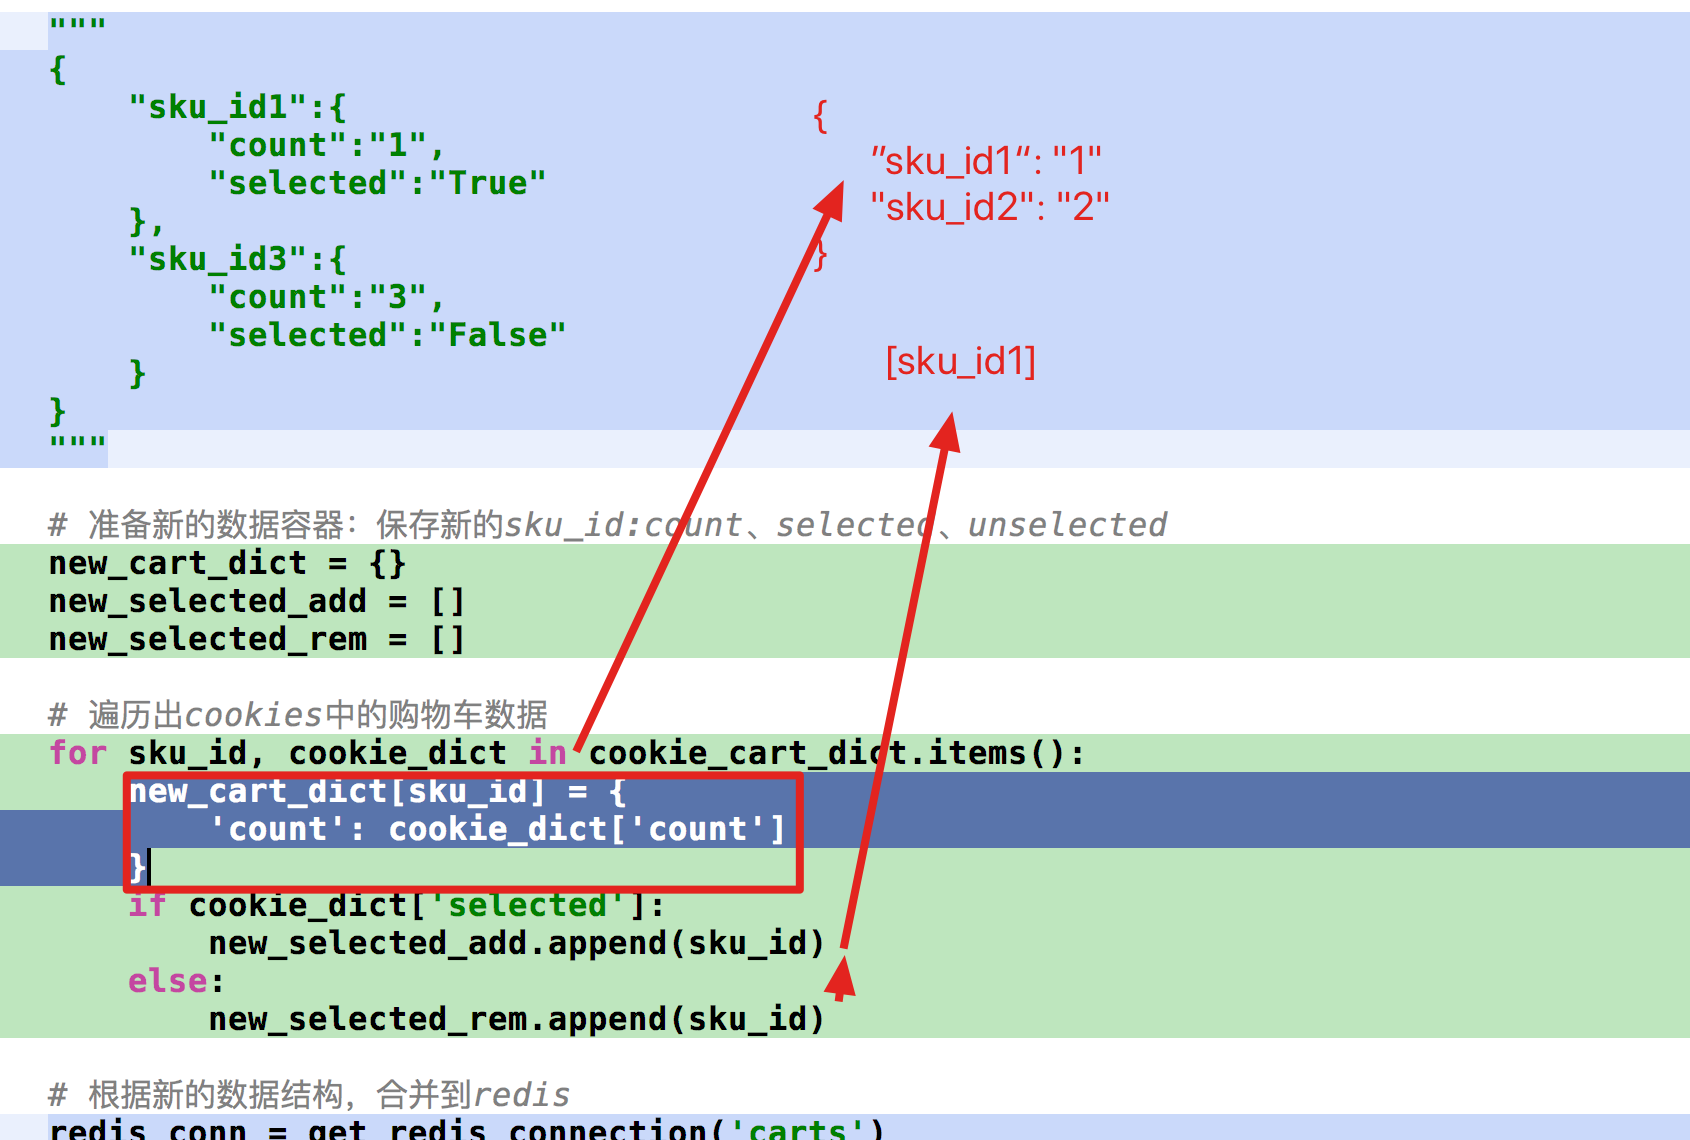 """
{
    "sku_id1":{
        "count":"1",
        "selected":"True"
    },
    "sku_id3":{
        "count":"3",
        "selected":"False"
    }
}
"""
{
”sku_id1“: "1"
"sku_id2": "2"
}
[sku_id1]
# 准备新的数据容器：保存新的sku_id:count、selected、unselected
new_cart_dict = {}
new_selected_add = []
new_selected_rem = []
# 遍历出cookies中的购物车数据
for sku_id, cookie_dict in cookie_cart_dict.items():
    new_cart_dict[sku_id] = {
        'count': cookie_dict['count']
    }
    if cookie_dict['selected']:
        new_selected_add.append(sku_id)
    else:
        new_selected_rem.append(sku_id)
# 根据新的数据结构，合并到redis
redis_conn = get_redis_connection('carts')